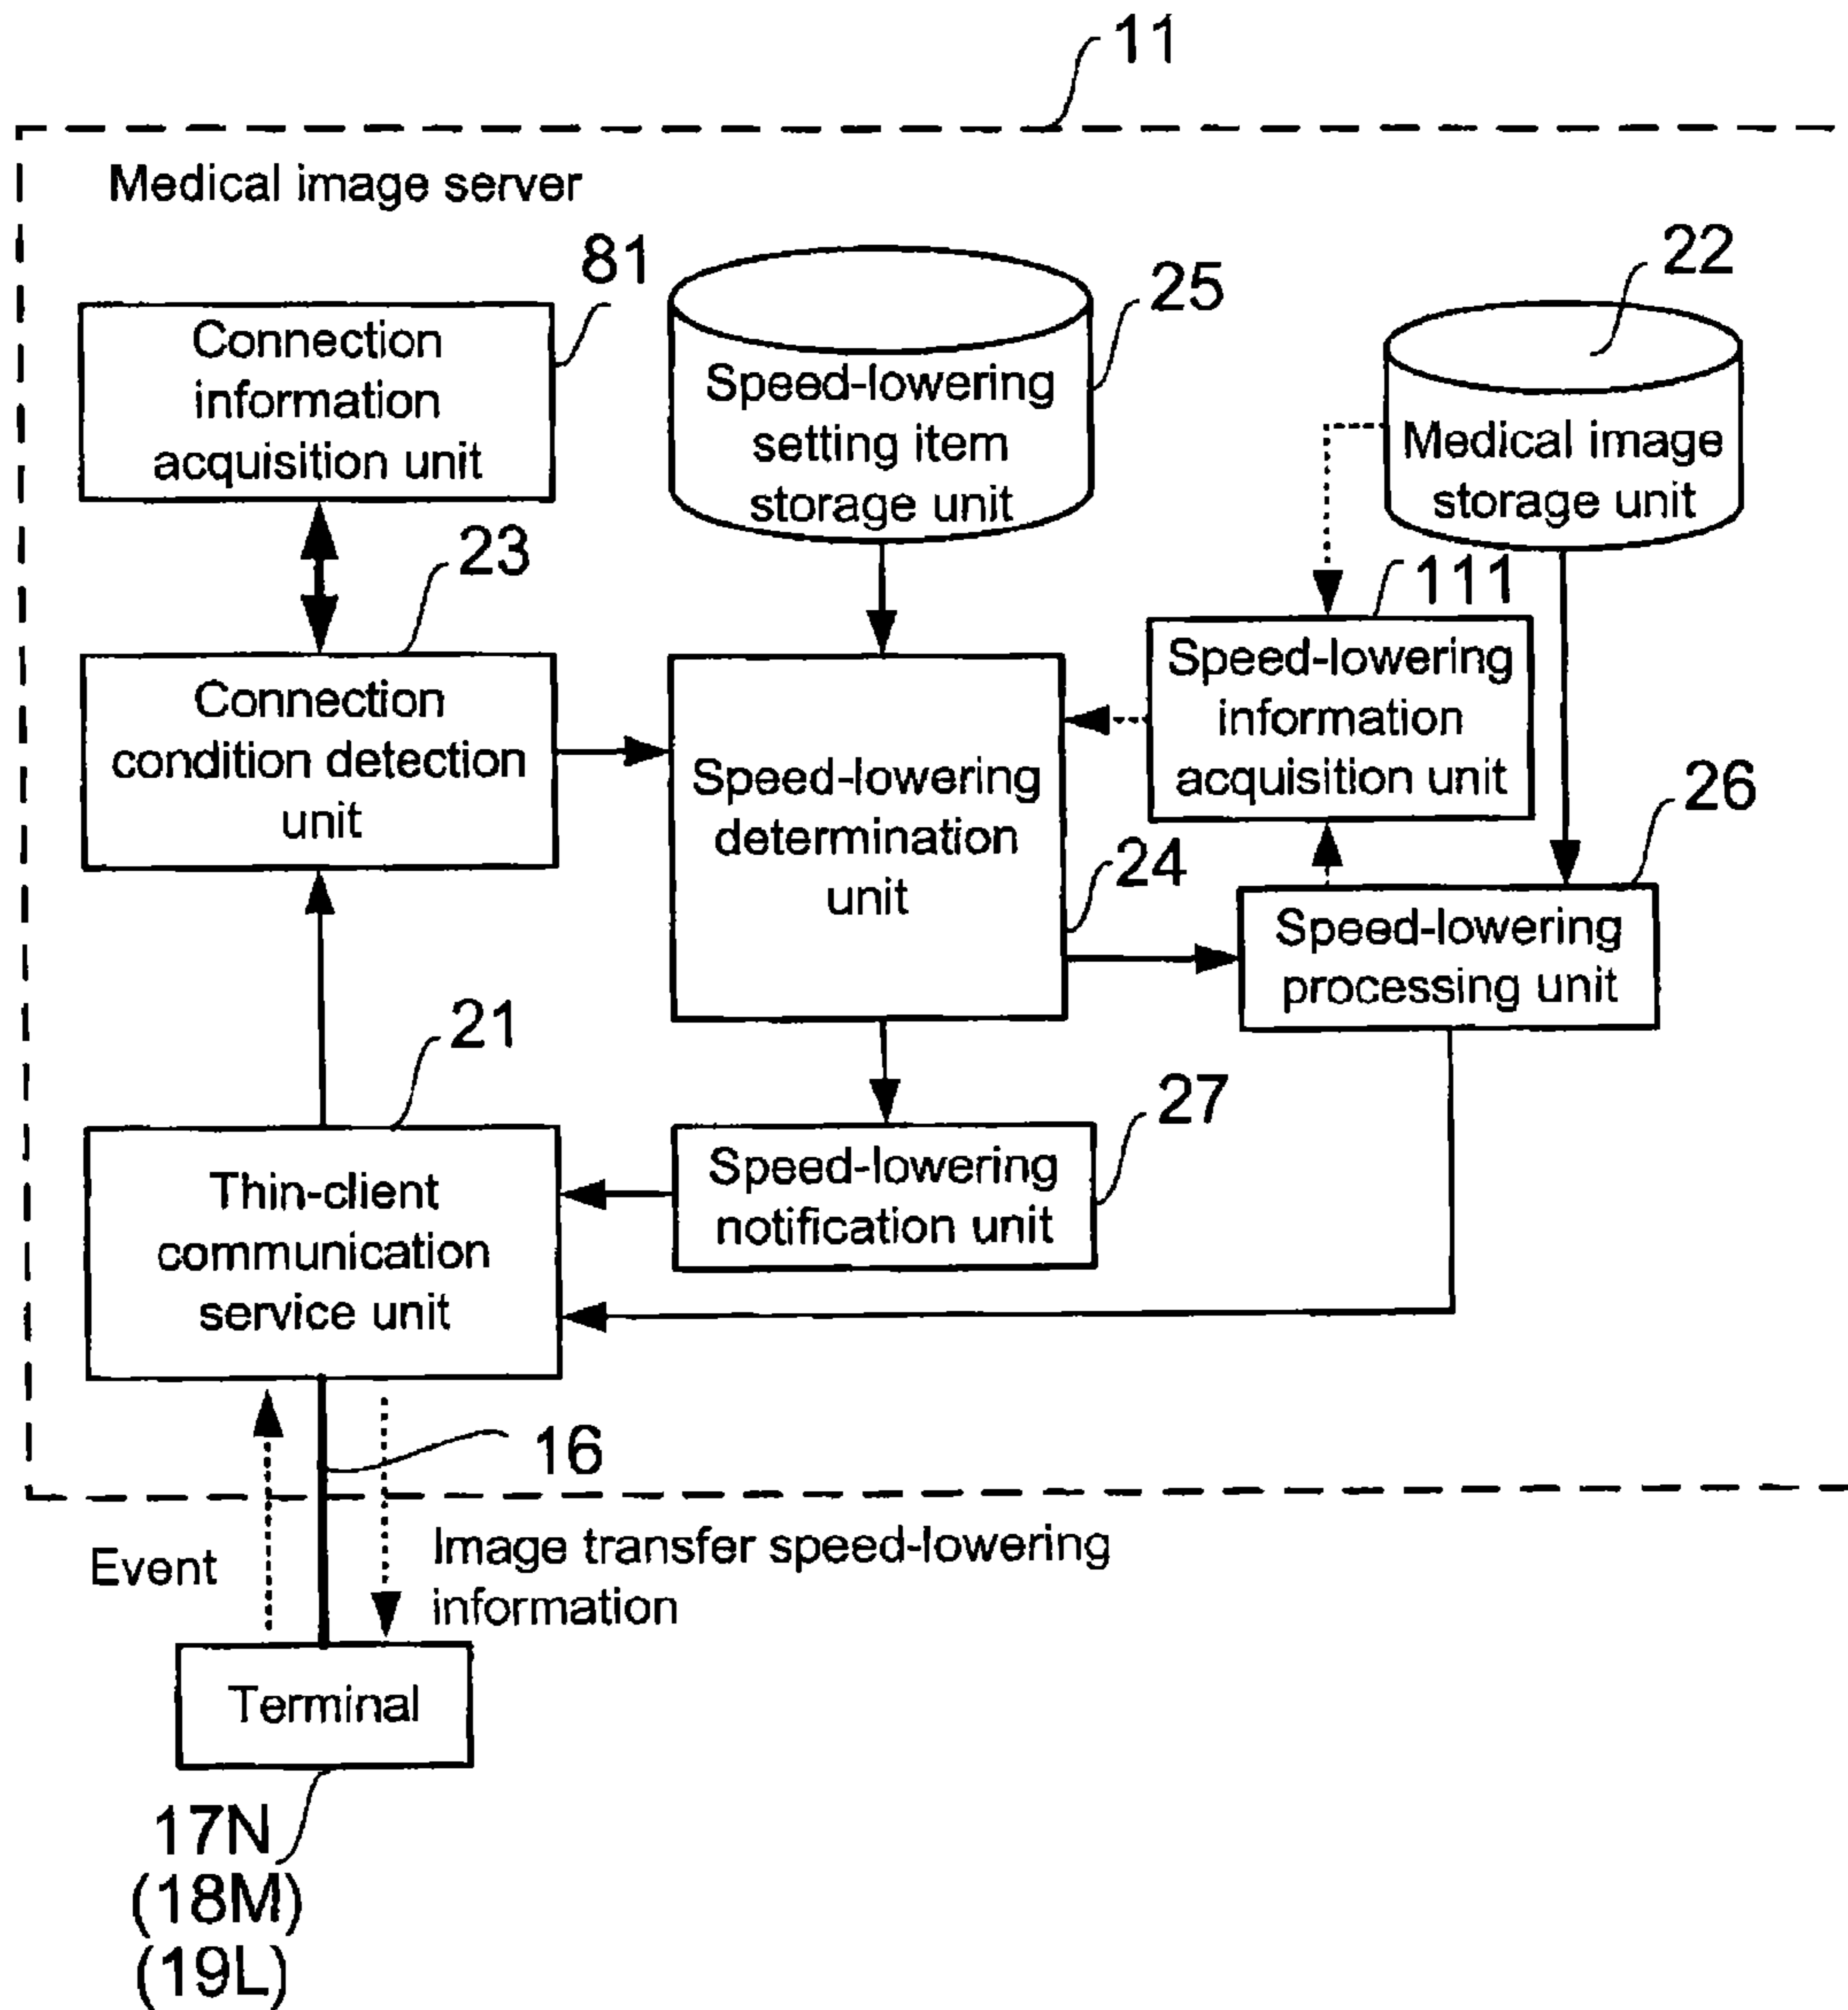 11
Medical image server
81
Connection
information
acquisition unit
25
Speed-lowering
setting item
storage unit
22
Medical image
storage unit
23
Connection
condition detection
unit
111
Speed-lowering
information
acquisition unit
Speed-lowering
determination
unit
24
26
Speed-lowering
processing unit
21
Thin-client
communication
service unit
27
Speed-lowering
notification unit
16
Event
Image transfer speed-lowering
information
Terminal
17N
(18M)
(19L)